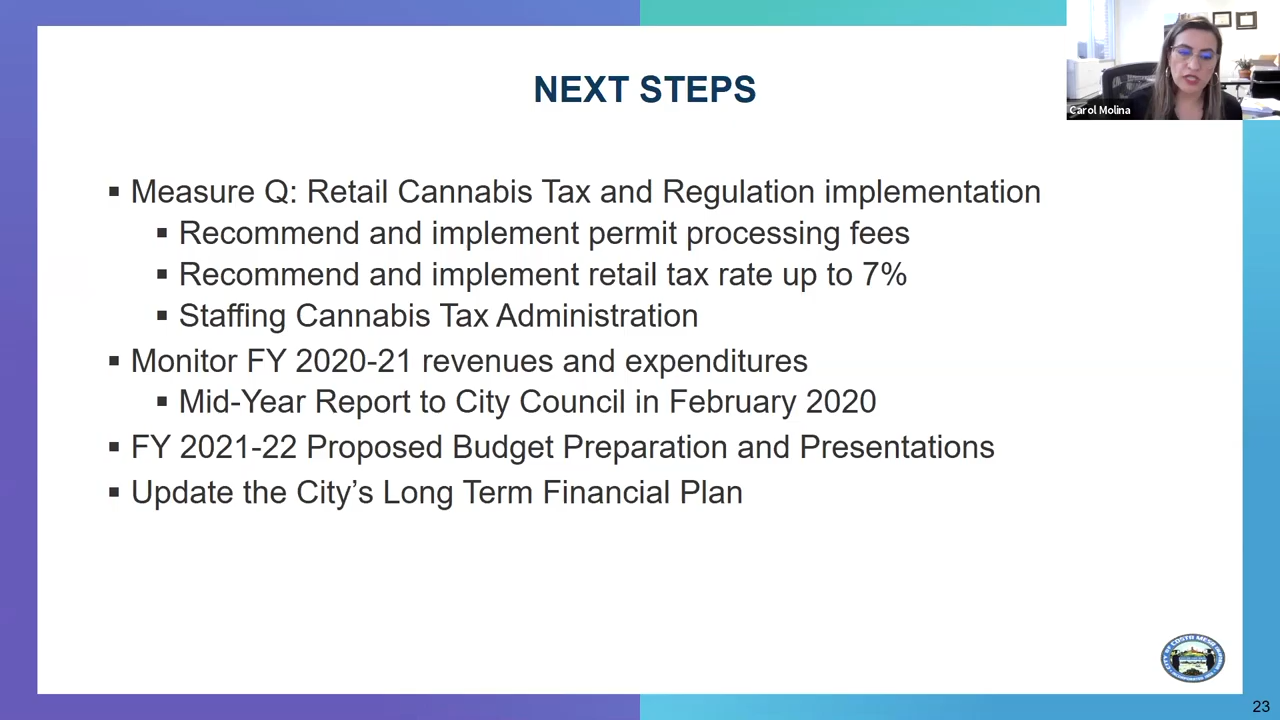 NEXT STEPS
Carol Molina
▪ Measure Q: Retail Cannabis Tax and Regulation implementation
▪ Recommend and implement permit processing fees
▪ Recommend and implement retail tax rate up to 7%
▪ Staffing Cannabis Tax Administration
▪ Monitor FY 2020-21 revenues and expenditures
▪ Mid-Year Report to City Council in February 2020
▪ FY 2021-22 Proposed Budget Preparation and Presentations
▪ Update the City’s Long Term Financial Plan
23